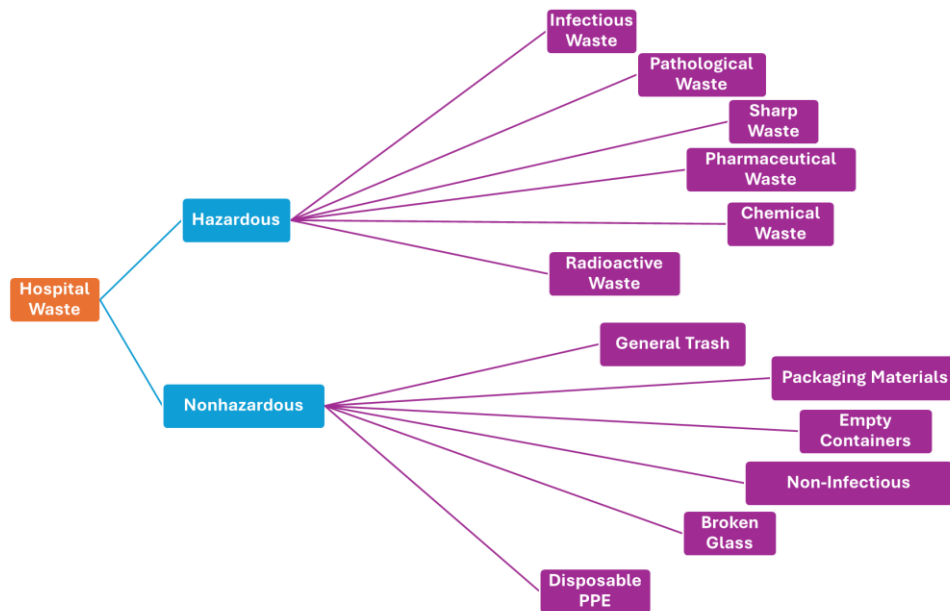 Infectious
Waste
Pathological
Waste
Sharp
Waste
Pharmaceutical
Waste
Hazardous
Chemical
Waste
Radioactive
Waste
Hospital
Waste
General Trash
Packaging Materials
Nonhazardous
Empty
Containers
Non-Infectious
Broken
Glass
Disposable
PPE